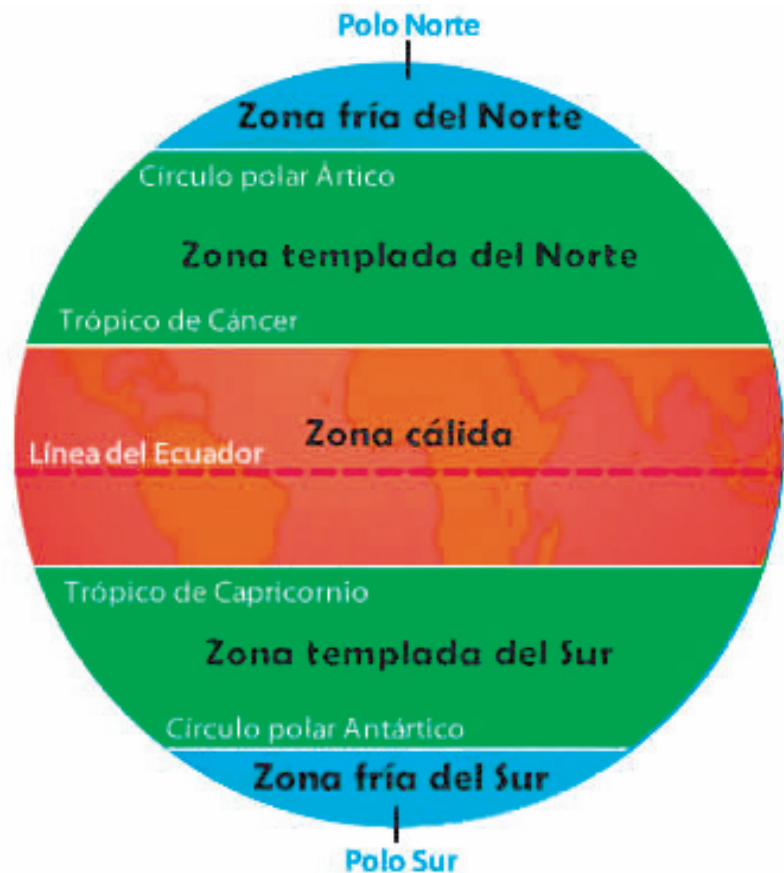 Polo Norte
Zona fría del Norte
Círculo polar Ártico
Zona templada del Norte
Trópico de Cáncer
Zona cálida
Línea del Ecuador
Trópico de Capricornio
Zona templada del Sur
Círculo polar Antártico
Zona fría del Sur
Polo Sur